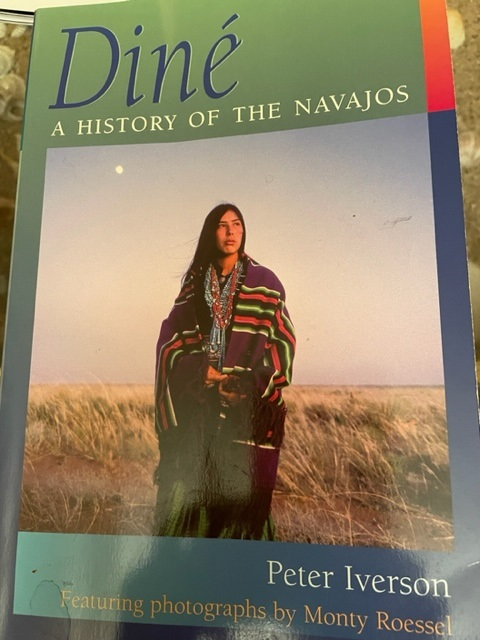 Diné
A HISTORY OF THE NAVAJOS
Peter Iverson
Featuring photographs by Monty Roessel